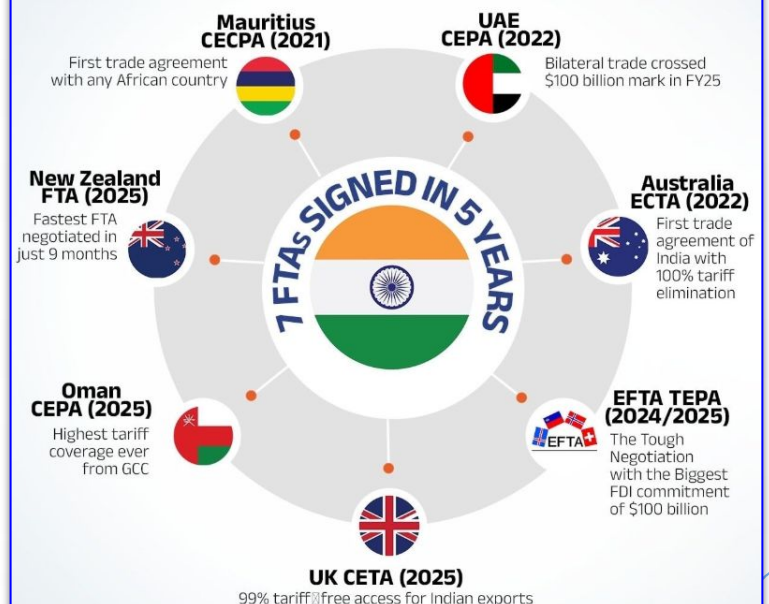 Mauritius
CECPA (2021)
First trade agreement
with any African country
UAE
CEPA (2022)
Bilateral trade crossed
$100 billion mark in FY25
New Zealand
FTA (2025)
Fastest FTA
negotiated in
just 9 months
7 FTAs SIGNED IN 5 YEARS
Australia
ECTA (2022)
First trade
agreement of
India with
100% tariff
elimination
Oman
CEPA (2025)
Highest tariff
coverage ever
from GCC
EFTA
EFTA TEPA
(2024/2025)
The Tough
Negotiation
with the Biggest
FDI commitment
of $100 billion
UK CETA (2025)
99% tariff▯free access for Indian exports